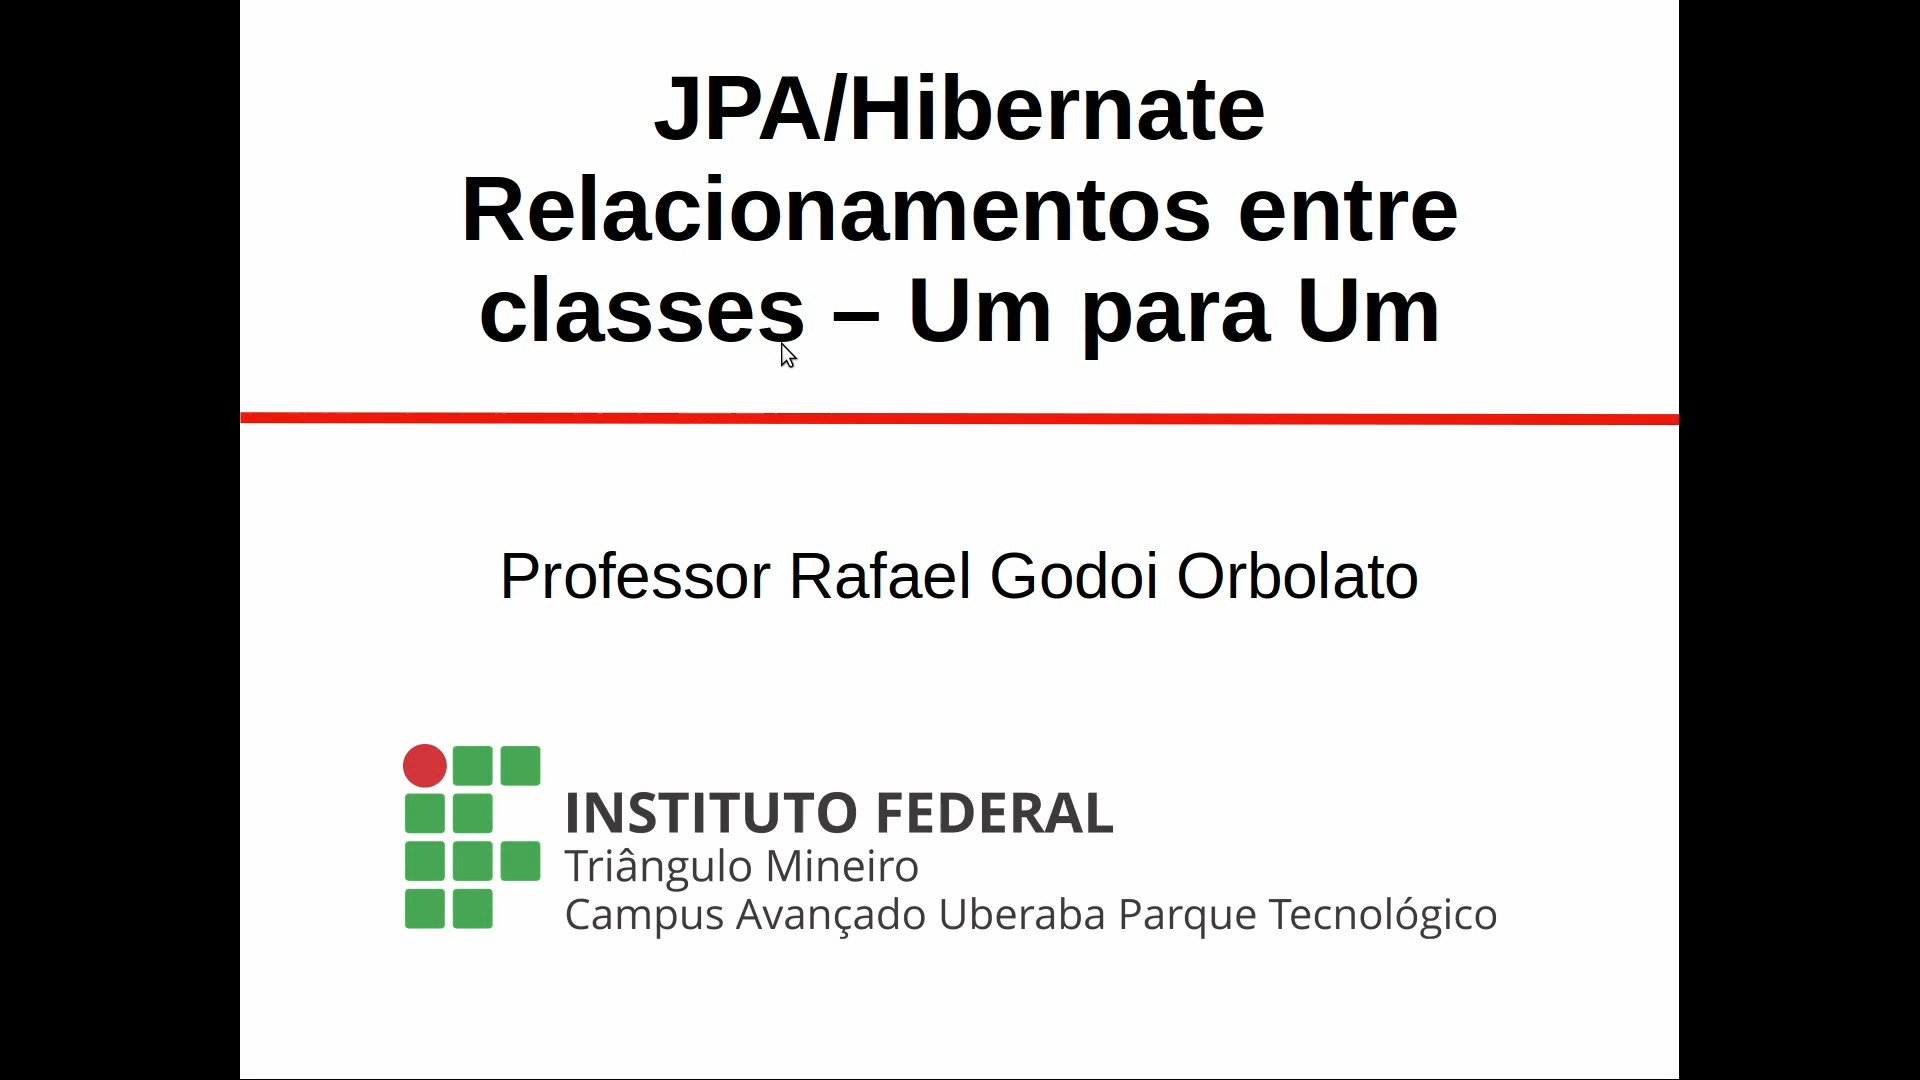 JPA/Hibernate
Relacionamentos entre
classes – Um para Um
Professor Rafael Godoi Orbolato
INSTITUTO FEDERAL
Triângulo Mineiro
Campus Avançado Uberaba Parque Tecnológico